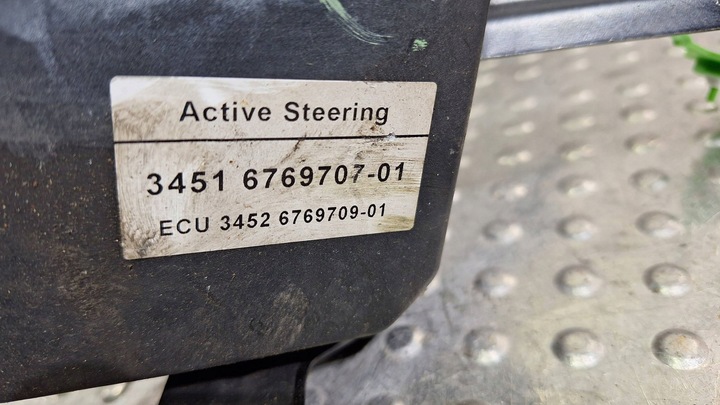 Active Steering
3451 6769707-01
ECU 3452 6769709-01